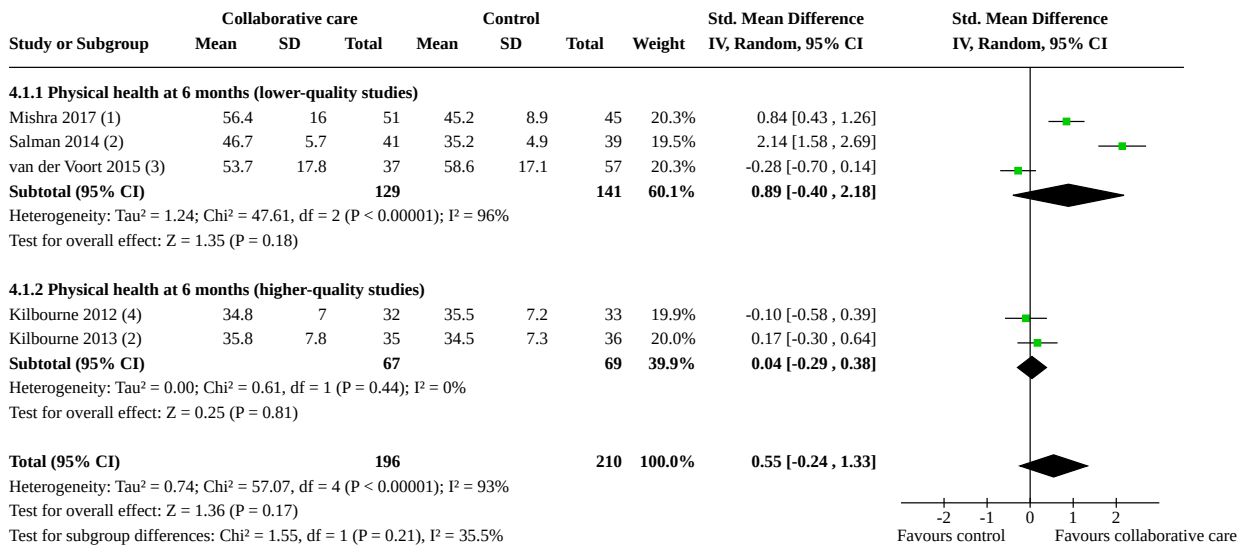 Collaborative care Control Std. Mean Difference Std. Mean Difference
Study or Subgroup Mean SD Total Mean SD Total Weight IV, Random, 95% CI IV, Random, 95% CI
4.1.1 Physical health at 6 months (lower-quality studies)
Mishra 2017 (1) 56.4 16 51 45.2 8.9 45 20.3% 0.84 [0.43 , 1.26]
Salman 2014 (2) 46.7 5.7 41 35.2 4.9 39 19.5% 2.14 [1.58 , 2.69]
van der Voort 2015 (3) 53.7 17.8 37 58.6 17.1 57 20.3% -0.28 [-0.70 , 0.14]
Subtotal (95% CI) 129 141 60.1% 0.89 [-0.40 , 2.18]
Heterogeneity: Tau² = 1.24; Chi² = 47.61, df = 2 (P < 0.00001); I² = 96%
Test for overall effect: Z = 1.35 (P = 0.18)
4.1.2 Physical health at 6 months (higher-quality studies)
Kilbourne 2012 (4) 34.8 7 32 35.5 7.2 33 19.9% -0.10 [-0.58 , 0.39]
Kilbourne 2013 (2) 35.8 7.8 35 34.5 7.3 36 20.0% 0.17 [-0.30 , 0.64]
Subtotal (95% CI) 67 69 39.9% 0.04 [-0.29 , 0.38]
Heterogeneity: Tau² = 0.00; Chi² = 0.61, df = 1 (P = 0.44); I² = 0%
Test for overall effect: Z = 0.25 (P = 0.81)
Total (95% CI) 196 210 100.0% 0.55 [-0.24 , 1.33]
Heterogeneity: Tau² = 0.74; Chi² = 57.07, df = 4 (P < 0.00001); I² = 93%
Test for overall effect: Z = 1.36 (P = 0.17)
Test for subgroup differences: Chi² = 1.55, df = 1 (P = 0.21), I² = 35.5%
-2 -1 0 1 2
Favours control Favours collaborative care